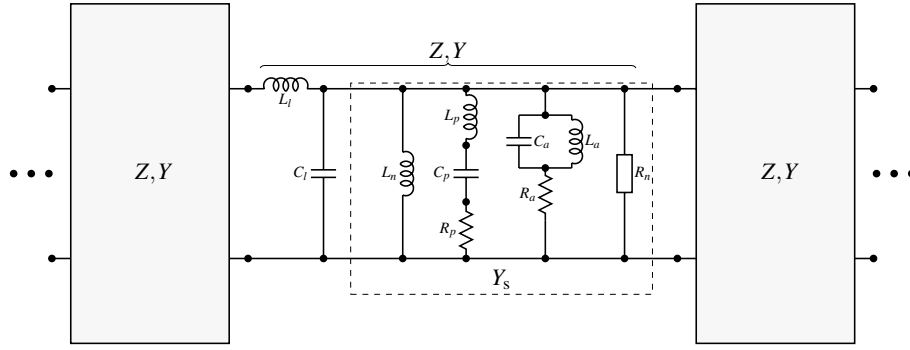 Z,Y
L_l
C_l
L_n
L_p
C_p
R_p
C_a
L_a
R_a
R_n
Y_s
Z,Y
Z,Y